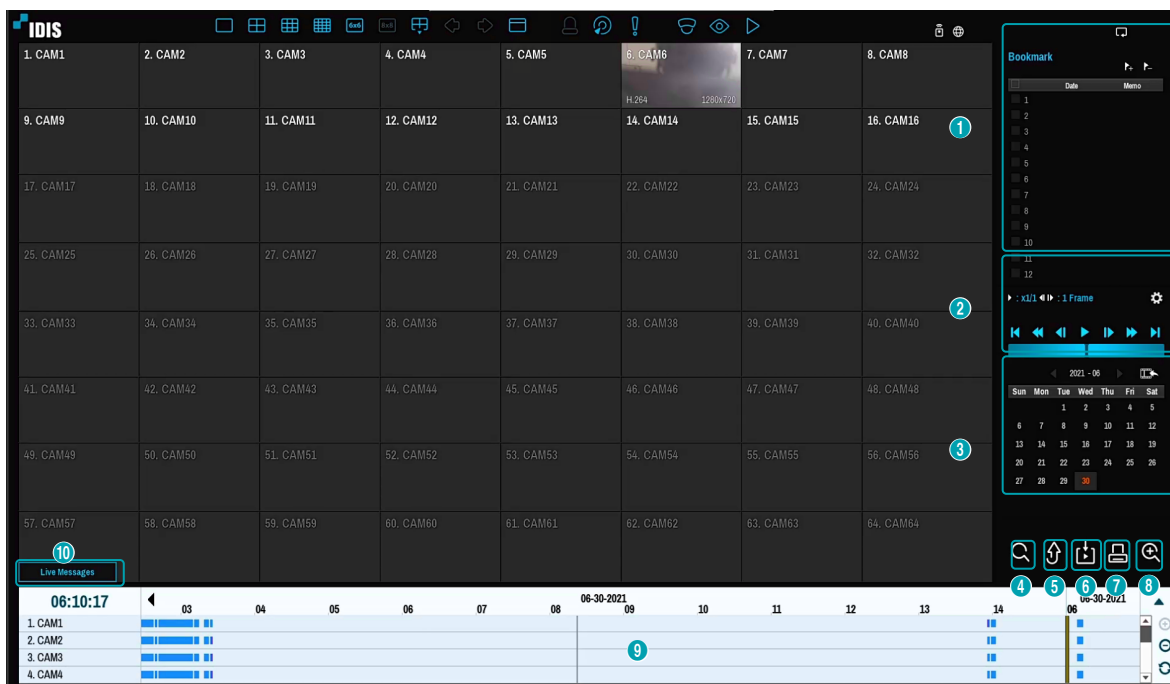 IDIS
6x6
8x8
1. CAM1 2. CAM2 3. CAM3 4. CAM4 5. CAM5 6. CAM6 7. CAM7 8. CAM8
H.264 1280x720
9. CAM9 10. CAM10 11. CAM11 12. CAM12 13. CAM13 14. CAM14 15. CAM15 16. CAM16
1
17. CAM17 18. CAM18 19. CAM19 20. CAM20 21. CAM21 22. CAM22 23. CAM23 24. CAM24
25. CAM25 26. CAM26 27. CAM27 28. CAM28 29. CAM29 30. CAM30 31. CAM31 32. CAM32
2
33. CAM33 34. CAM34 35. CAM35 36. CAM36 37. CAM37 38. CAM38 39. CAM39 40. CAM40
41. CAM41 42. CAM42 43. CAM43 44. CAM44 45. CAM45 46. CAM46 47. CAM47 48. CAM48
3
49. CAM49 50. CAM50 51. CAM51 52. CAM52 53. CAM53 54. CAM54 55. CAM55 56. CAM56
57. CAM57 58. CAM58 59. CAM59 60. CAM60 61. CAM61 62. CAM62 63. CAM63 64. CAM64
10
Live Messages
Bookmark
Date Memo
1
2
3
4
5
6
7
8
9
10
11
12
: x1/1 : 1 Frame
2021 - 06
Sun Mon Tue Wed Thu Fri Sat
1 2 3 4 5
6 7 8 9 10 11 12
13 14 15 16 17 18 19
20 21 22 23 24 25 26
27 28 29 30
4 5 6 7 8
06:10:17 06-30-2021 06-30-2021
03 04 05 06 07 08 09 10 11 12 13 14 06
1. CAM1
2. CAM2
3. CAM3
4. CAM4
9